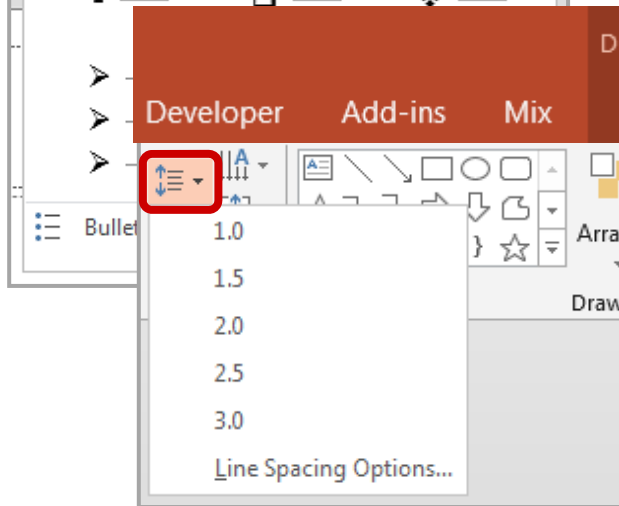 D
Developer Add-ins Mix
A
A
Bullet
Arra
Draw
1.0
1.5
2.0
2.5
3.0
Line Spacing Options...